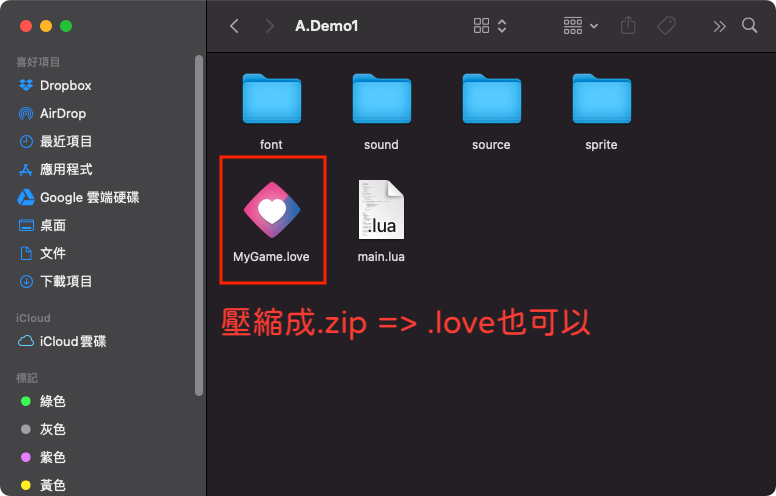 A.Demo1
喜好項目
Dropbox
AirDrop
最近項目
應用程式
Google 雲端硬碟
桌面
文件
下載項目
iCloud
iCloud雲碟
標記
綠色
灰色
紫色
黃色
font
sound
source
sprite
.lua
MyGame.love
main.lua
壓縮成.zip => .love也可以